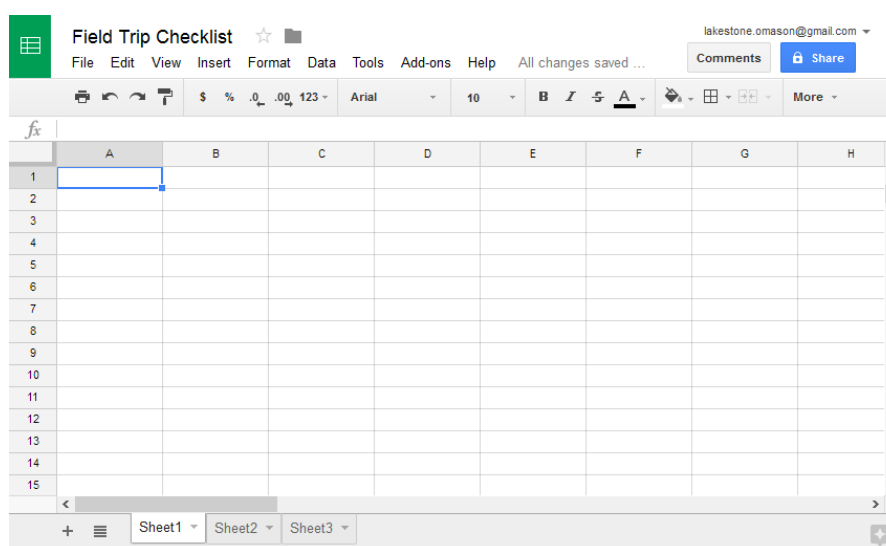 Field Trip Checklist
lakestone.omason@gmail.com
File Edit View Insert Format Data Tools Add-ons Help All changes saved ...
Comments Share
$ % .0 .00 123 Arial 10 B I S A More
fx
A B C D E F G H
1
2
3
4
5
6
7
8
9
10
11
12
13
14
15
Sheet1 Sheet2 Sheet3